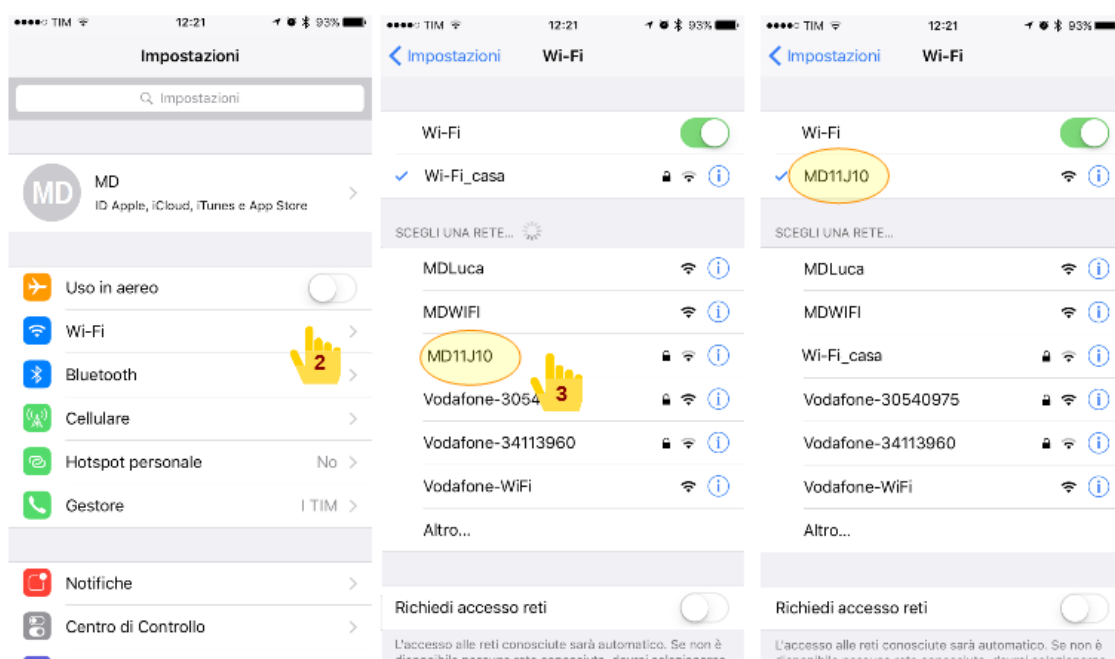 TIM 12:21 93%
Impostazioni
Impostazioni
MD
MD
ID Apple, iCloud, iTunes e App Store
Uso in aereo
Wi-Fi
2
Bluetooth
Cellulare
Hotspot personale No
Gestore I TIM
Notifiche
Centro di Controllo
TIM 12:21 93%
Impostazioni Wi-Fi
Wi-Fi
Wi-Fi_casa
SCEGLI UNA RETE...
MDLuca
MDWIFI
MD11J10
3
Vodafone-3054
Vodafone-34113960
Vodafone-WiFi
Altro...
Richiedi accesso reti
L'accesso alle reti conosciute sarà automatico. Se non è
TIM 12:21 93%
Impostazioni Wi-Fi
Wi-Fi
MD11J10
SCEGLI UNA RETE...
MDLuca
MDWIFI
Wi-Fi_casa
Vodafone-30540975
Vodafone-34113960
Vodafone-WiFi
Altro...
Richiedi accesso reti
L'accesso alle reti conosciute sarà automatico. Se non è